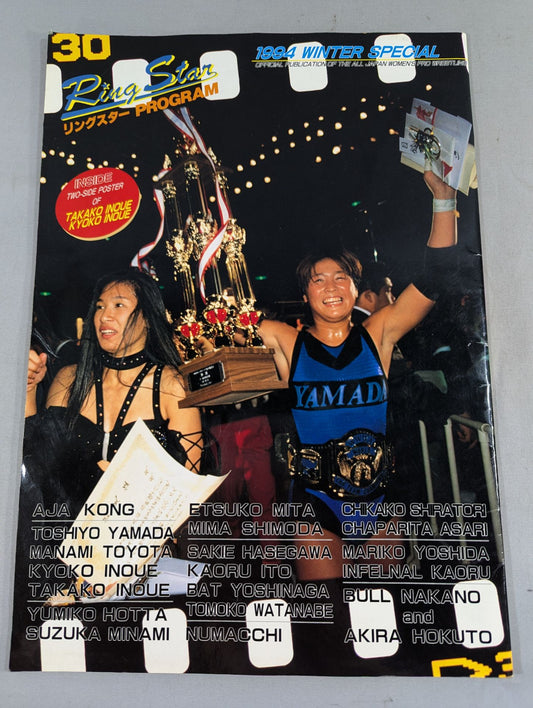 30
1994 WINTER SPECIAL
OFFICIAL PUBLICATION OF THE ALL JAPAN WOMEN'S PRO WRESTLING
Ring Star
リングスター PROGRAM
INSIDE
TWO-SIDE POSTER
OF
TAKAKO INOUE
KYOKO INOUE
YAMADA
AJA KONG
TOSHIYO YAMADA
MANAMI TOYOTA
KYOKO INOUE
TAKAKO INOUE
YUMIKO HOTTA
SUZUKA MINAMI
ETSUKO MITA
MIMA SHIMODA
SAKIE HASEGAWA
KAORU ITO
BAT YOSHINAGA
TOMOKO WATANABE
NUMACCHI
CHKAKO SHRATORI
CHAPARITA ASARI
MARIKO YOSHIDA
INFELNAL KAORU
BULL NAKANO
and
AKIRA HOKUTO